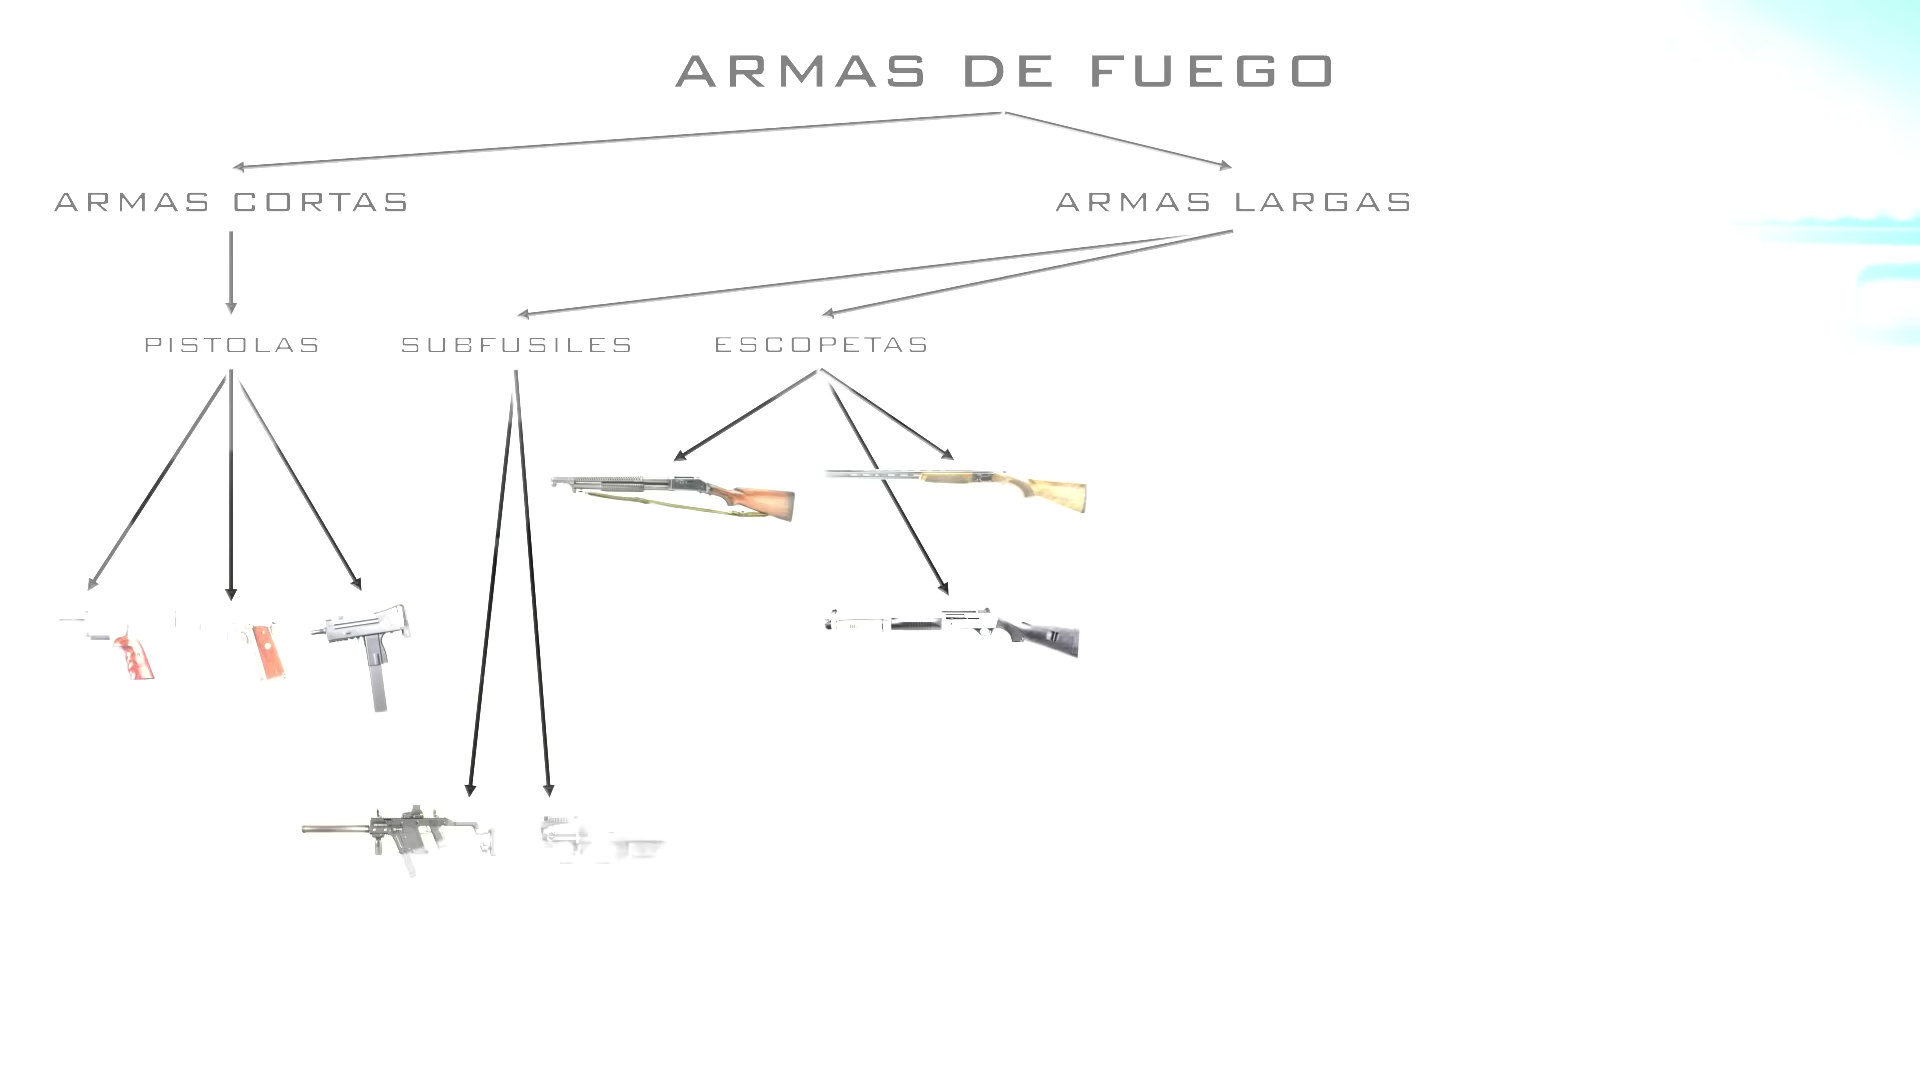 ARMAS DE FUEGO
ARMAS CORTAS
ARMAS LARGAS
PISTOLAS
SUBFUSILES
ESCOPETAS